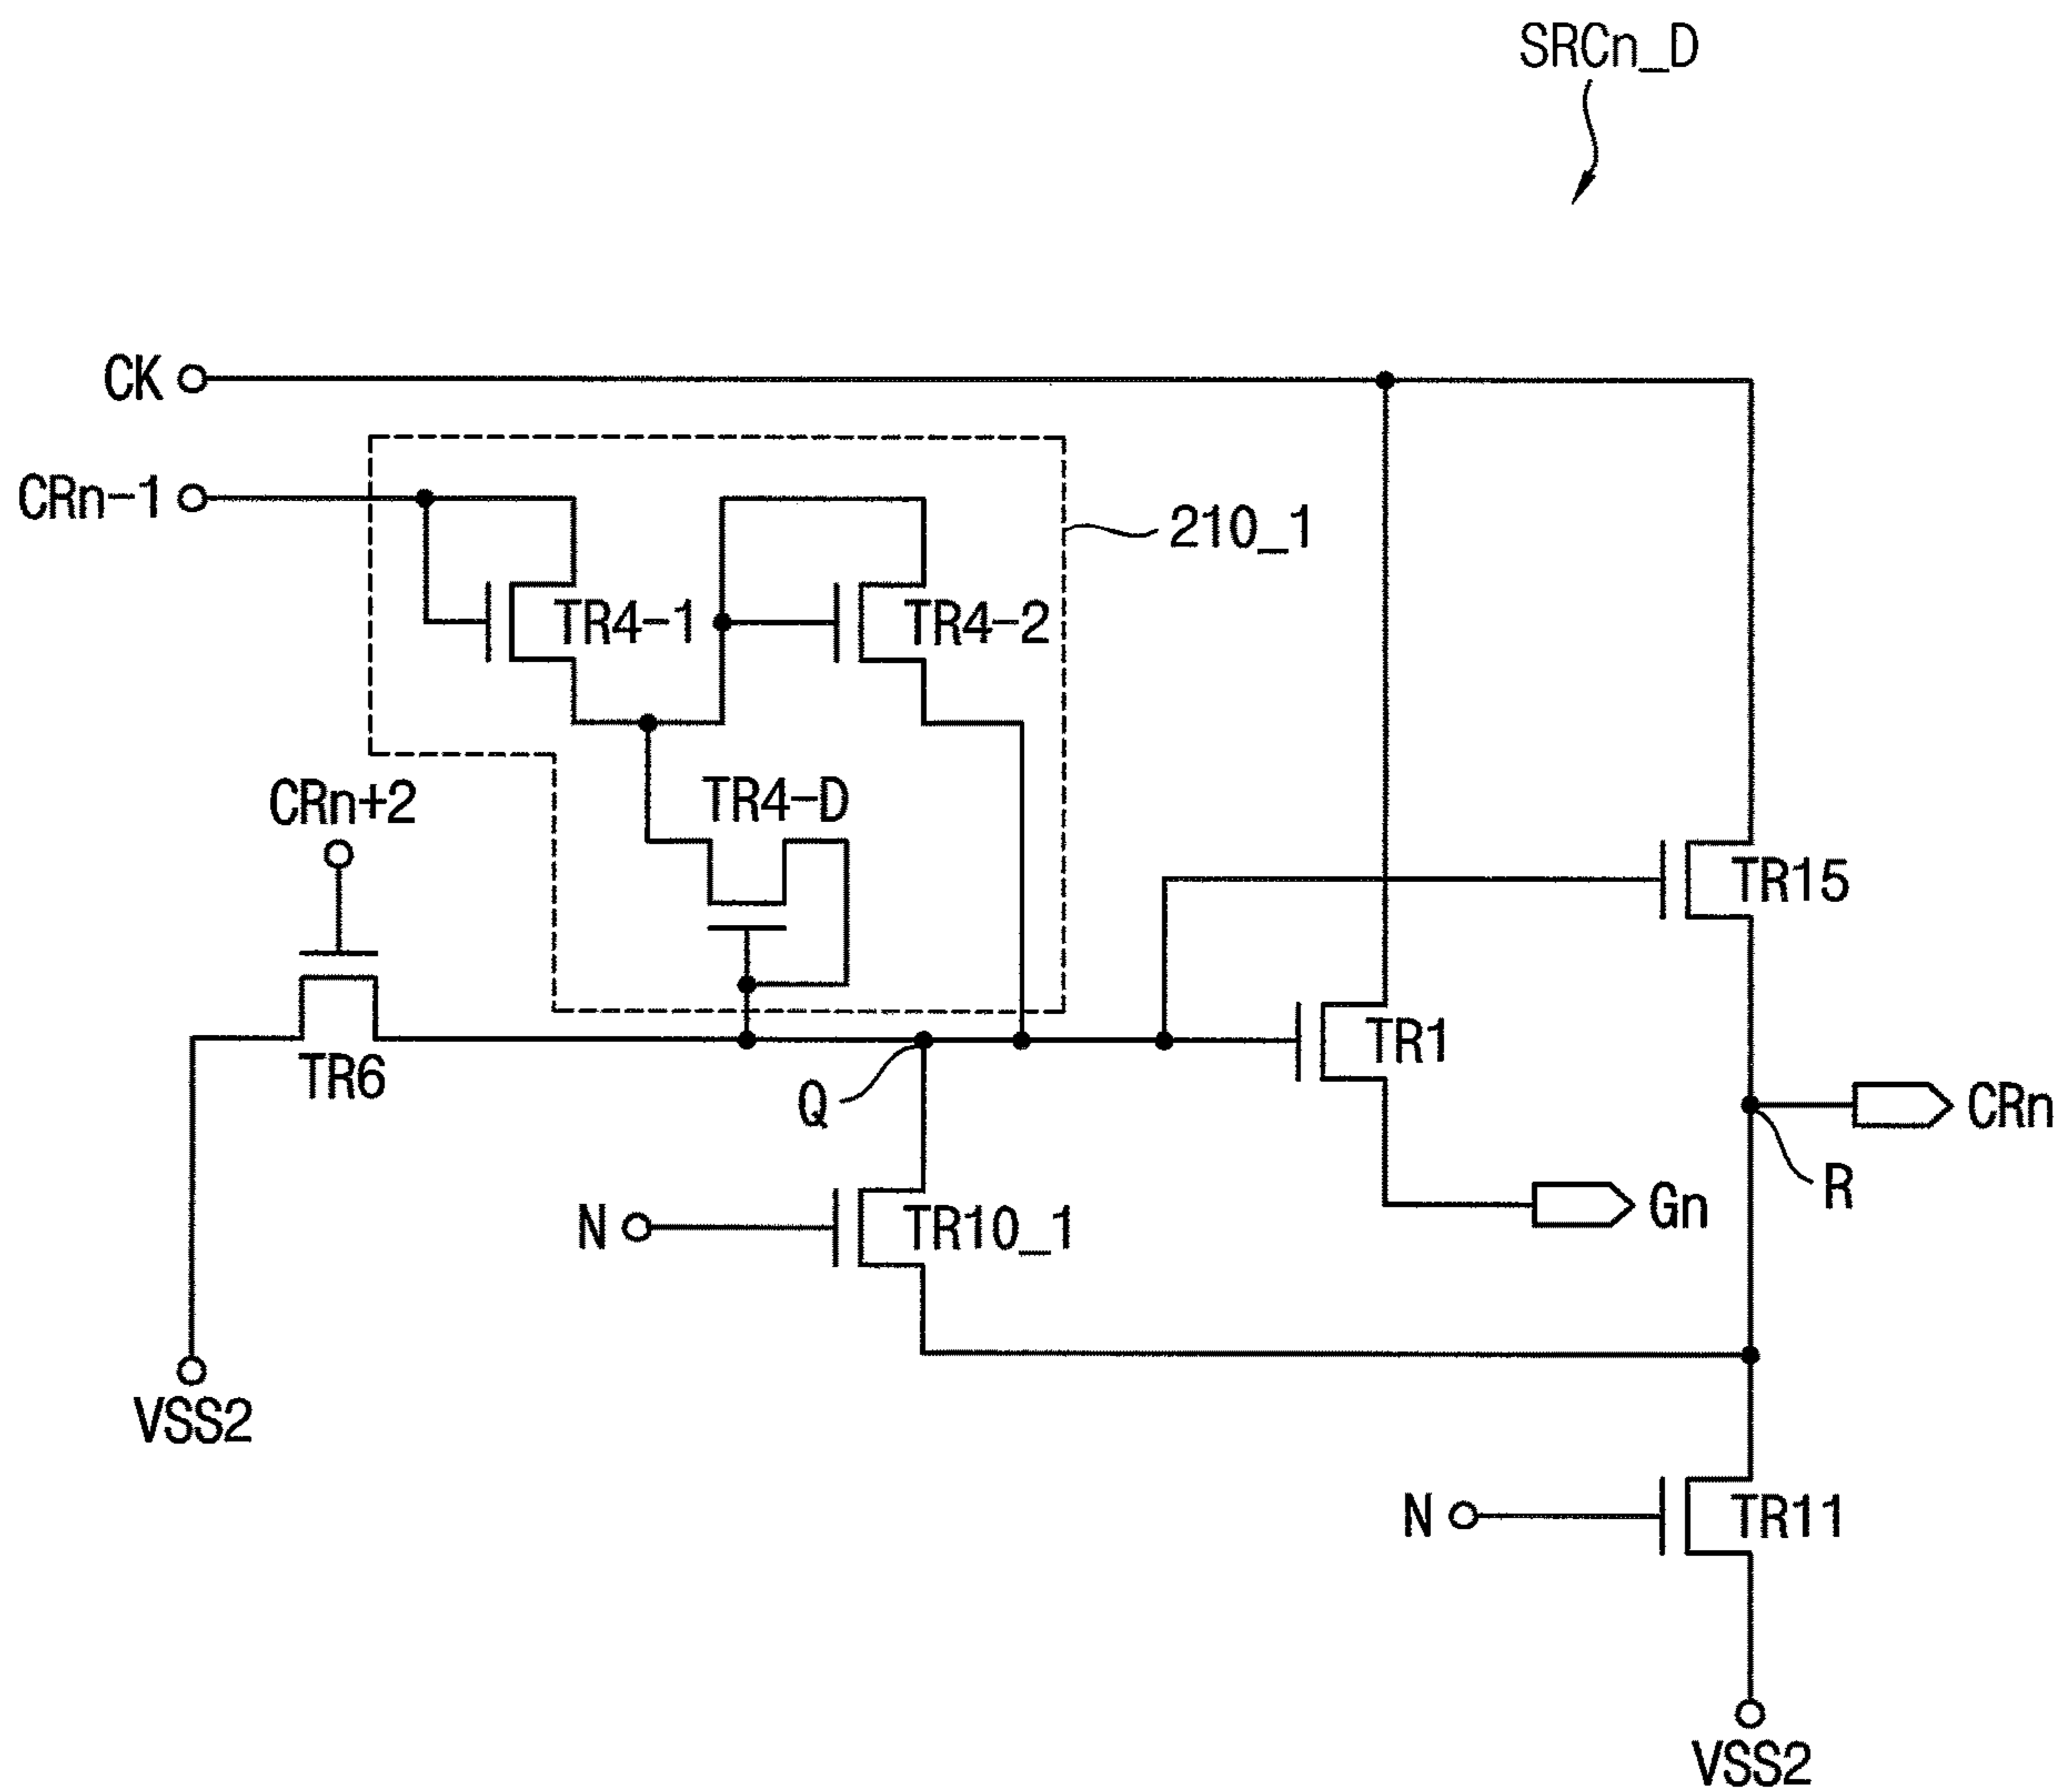 SRCn_D
CK
CRn-1
210_1
TR4-1
TR4-2
CRn+2
TR4-D
TR15
TR1
TR6
Q
CRn
R
Gn
N
TR10_1
VSS2
N
TR11
VSS2